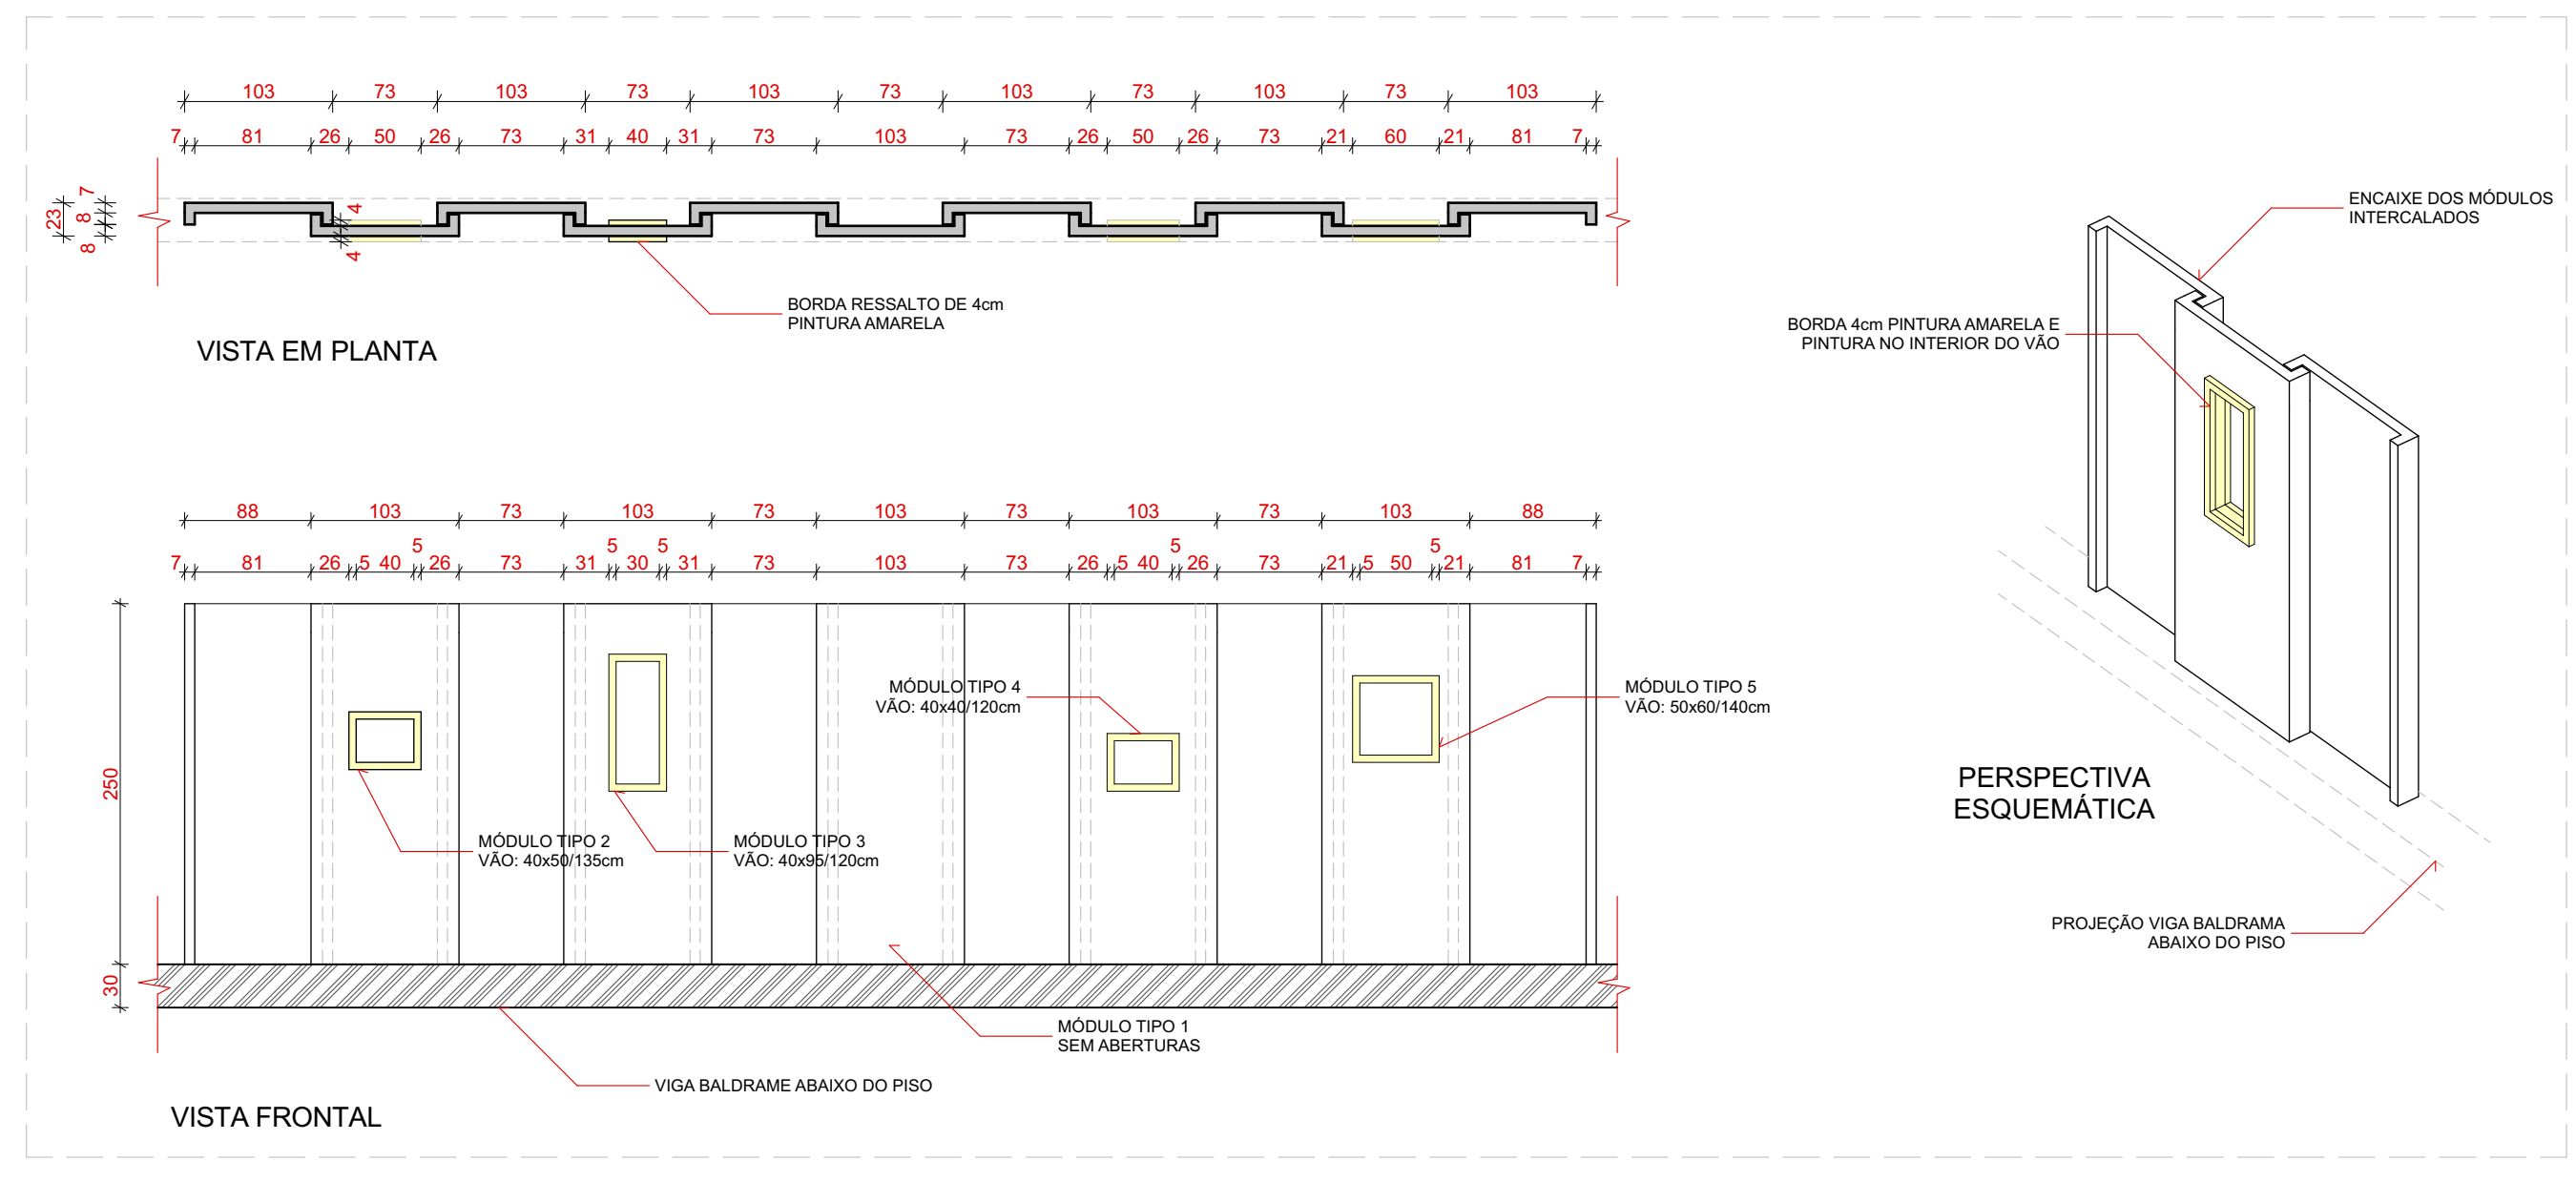 103 73 103 73 103 73 103 73 103 73 103
7 81 26 50 26 73 31 40 31 73 103 73 26 50 26 73 21 60 21 81 7
23 7 8 8
4
4
BORDA RESSALTO DE 4cm
PINTURA AMARELA
VISTA EM PLANTA
88 103 73 103 73 103 73 103 73 103 88
5 5 5 5 5
7 81 26 5 40 26 73 31 30 31 73 103 73 26 5 40 26 73 21 5 50 21 81 7
250
30
MÓDULO TIPO 2
VÃO: 40x50/135cm
MÓDULO TIPO 3
VÃO: 40x95/120cm
MÓDULO TIPO 4
VÃO: 40x40/120cm
MÓDULO TIPO 5
VÃO: 50x60/140cm
MÓDULO TIPO 1
SEM ABERTURAS
VIGA BALDRAME ABAIXO DO PISO
VISTA FRONTAL
ENCAIXE DOS MÓDULOS
INTERCALADOS
BORDA 4cm PINTURA AMARELA E
PINTURA NO INTERIOR DO VÃO
PERSPECTIVA
ESQUEMÁTICA
PROJEÇÃO VIGA BALDRAMA
ABAIXO DO PISO